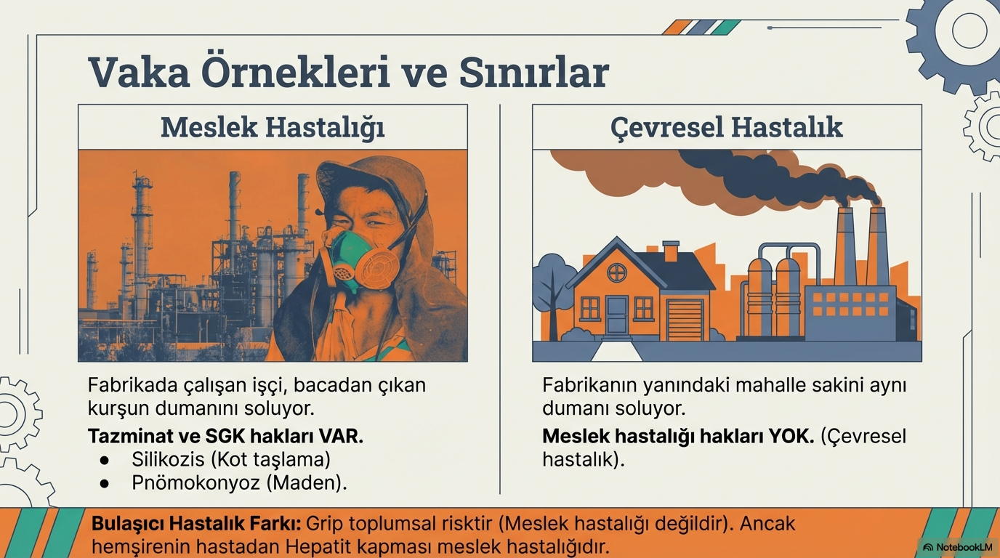 Vaka Örnekleri ve Sınırlar
Meslek Hastalığı
Fabrikada çalışan işçi, bacadan çıkan
kurşun dumanını soluyor.
Tazminat ve SGK hakları VAR.
● Silikozis (Kot taşlama)
● Pnömokonyoz (Maden).
Çevresel Hastalık
Fabrikanın yanındaki mahalle sakini aynı
dumanı soluyor.
Meslek hastalığı hakları YOK. (Çevresel
hastalık).
Bulaşıcı Hastalık Farkı: Grip toplumsal risktir (Meslek hastalığı değildir). Ancak
hemşirenin hastadan Hepatit kapması meslek hastalığıdır.
NotebookLM